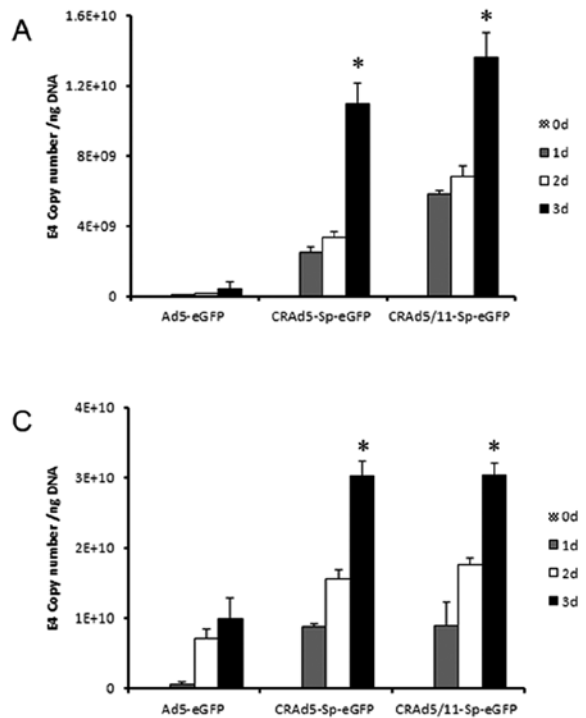 A
1.6E+10
1.2E+10
8E+09
4E+09
0
E4 Copy number /ng DNA
* *
0d
1d
2d
3d
Ad5-eGFP CRAd5-Sp-eGFP CRAd5/11-Sp-eGFP
C
4E+10
3E+10
2E+10
1E+10
0
E4 Copy number /ng DNA
* *
0d
1d
2d
3d
Ad5-eGFP CRAd5-Sp-eGFP CRAd5/11-Sp-eGFP